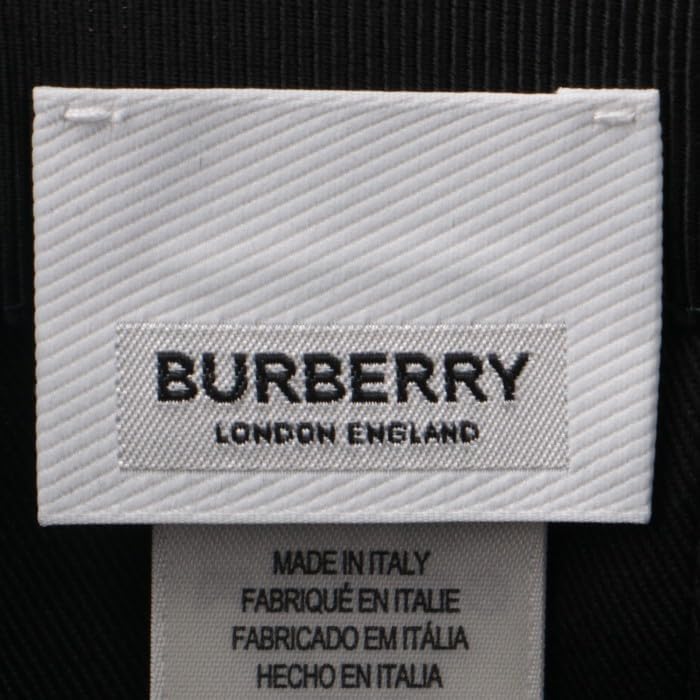 BURBERRY
LONDON ENGLAND
MADE IN ITALY
FABRIQUÉ EN ITALIE
FABRICADO EM ITÁLIA
HECHO EN ITALIA